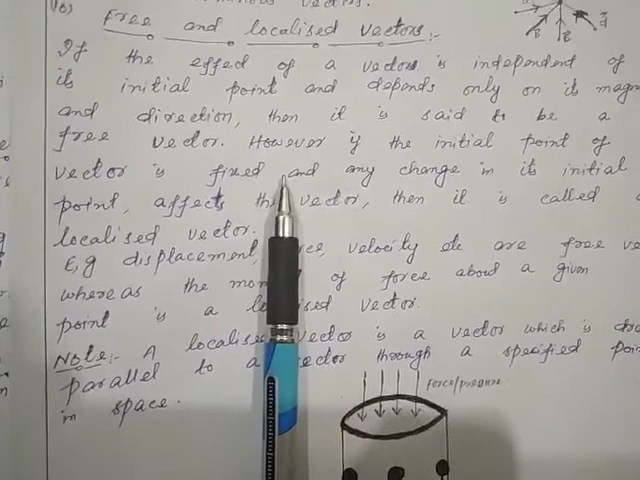 Free and localised vectors:-
If the effect of a vectors is independent of
its initial point and depends only on its magn
and direction, then it is said to be a
free vector. However if the initial point of
vector is fixed and any change in its initial
point, affects the vector, then it is called
localised vector.
E,g displacement, velocity etc are free ve
where as the of force about a given
point is a vector.
Note:- A localise vector is a vector which is dra
parallel to a through a specified poin
in space.
Force/pressure